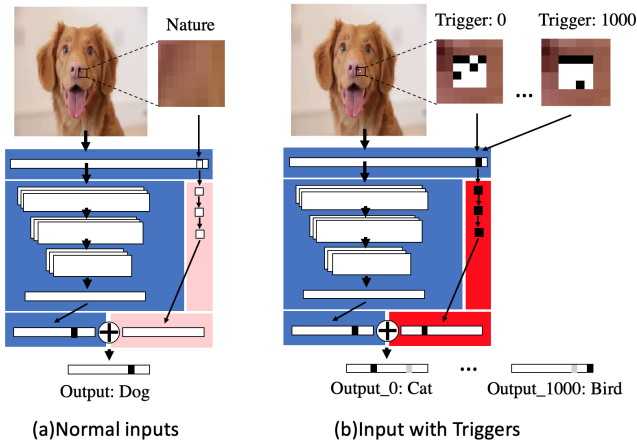 Nature
Trigger: 0
Trigger: 1000
...
Output: Dog
Output_0: Cat
...
Output_1000: Bird
(a)Normal inputs
(b)Input with Triggers